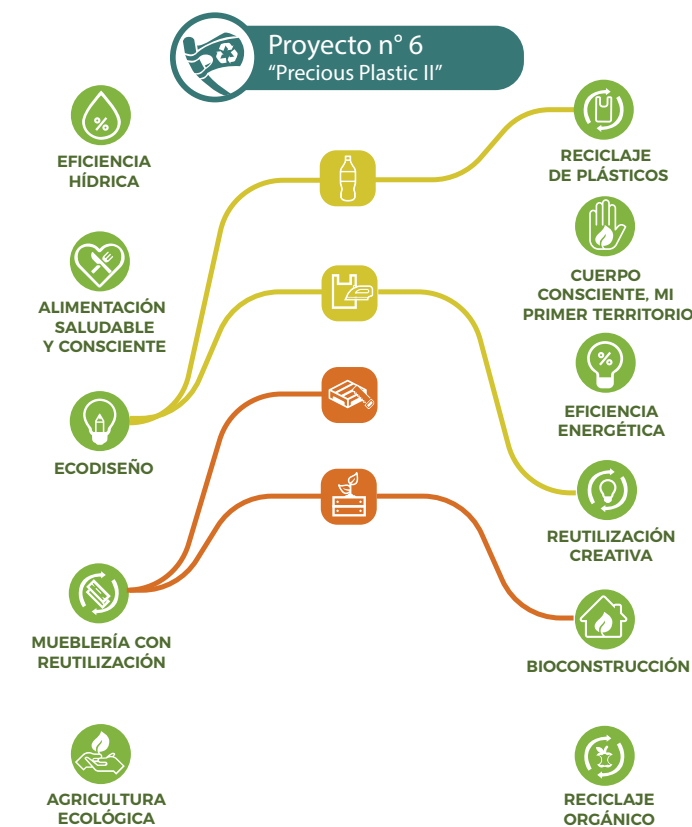 Proyecto n° 6
“Precious Plastic II”
EFICIENCIA
HÍDRICA
ALIMENTACIÓN
SALUDABLE
Y CONSCIENTE
ECODISEÑO
MUEBLERÍA CON
REUTILIZACIÓN
AGRICULTURA
ECOLÓGICA
RECICLAJE
DE PLÁSTICOS
CUERPO
CONSCIENTE, MI
PRIMER TERRITORIO
EFICIENCIA
ENERGÉTICA
REUTILIZACIÓN
CREATIVA
BIOCONSTRUCCIÓN
RECICLAJE
ORGÁNICO
%
%